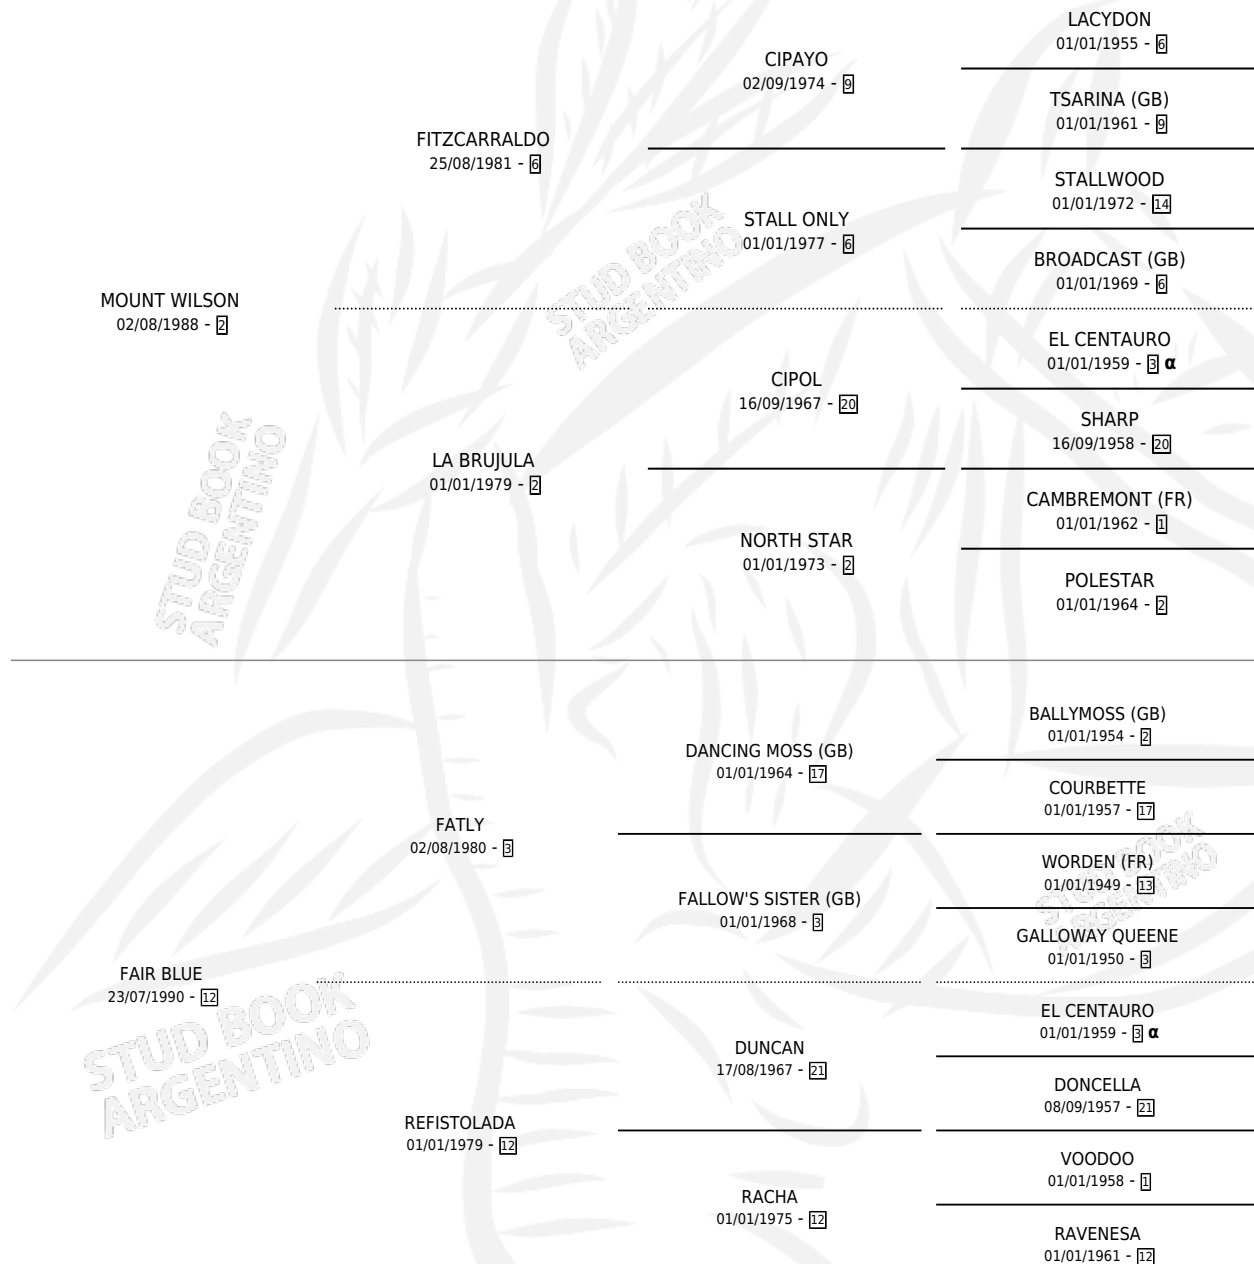 LACYDON
01/01/1955 - 6
CIPAYO
02/09/1974 - 9
TSARINA (GB)
01/01/1961 - 9
FITZCARRALDO
25/08/1981 - 6
STALLWOOD
01/01/1972 - 14
STALL ONLY
01/01/1977 - 6
BROADCAST (GB)
01/01/1969 - 6
MOUNT WILSON
02/08/1988 - 2
EL CENTAURO
01/01/1959 - 3 α
CIPOL
16/09/1967 - 20
SHARP
16/09/1958 - 20
LA BRUJULA
01/01/1979 - 2
CAMBREMONT (FR)
01/01/1962 - 1
NORTH STAR
01/01/1973 - 2
POLESTAR
01/01/1964 - 2
BALLYMOSS (GB)
01/01/1954 - 2
DANCING MOSS (GB)
01/01/1964 - 17
COURBETTE
01/01/1957 - 17
FATLY
02/08/1980 - 3
WORDEN (FR)
01/01/1949 - 13
FALLOW'S SISTER (GB)
01/01/1968 - 3
GALLOWAY QUEENE
01/01/1950 - 3
FAIR BLUE
23/07/1990 - 12
EL CENTAURO
01/01/1959 - 3 α
DUNCAN
17/08/1967 - 21
DONCELLA
08/09/1957 - 21
REFISTOLADA
01/01/1979 - 12
VOODOO
01/01/1958 - 1
RACHA
01/01/1975 - 12
RAVENESA
01/01/1961 - 12
STUD BOOK
ARGENTINO
STUD BOOK
ARGENTINO
STUD BOOK
ARGENTINO
STUD BOOK
ARGENTINO